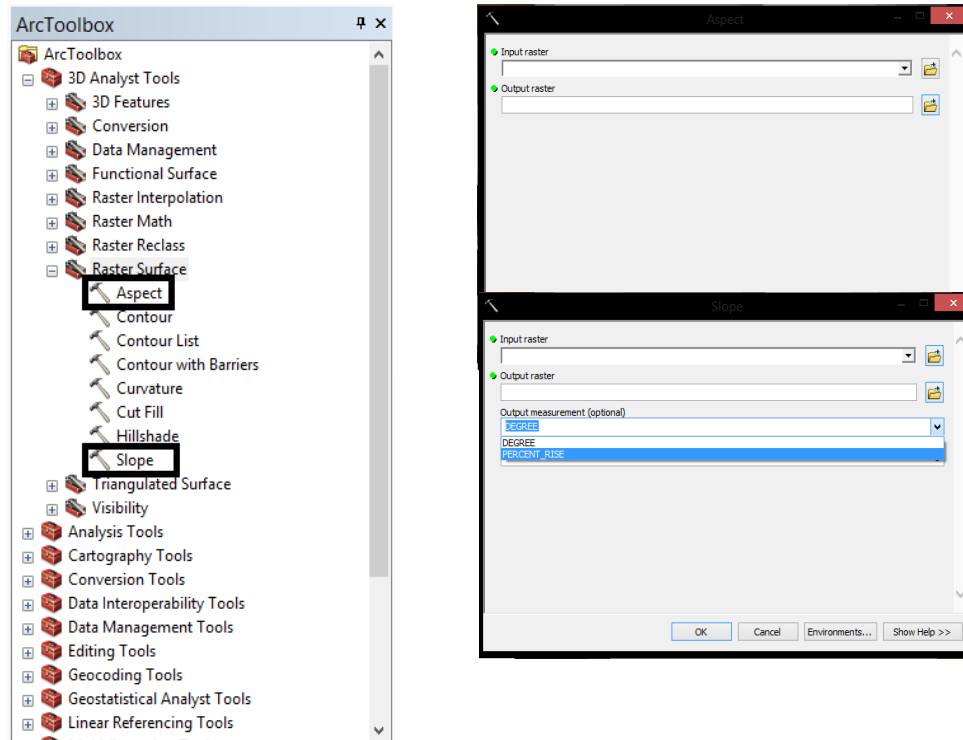 ArcToolbox
ArcToolbox
3D Analyst Tools
3D Features
Conversion
Data Management
Functional Surface
Raster Interpolation
Raster Math
Raster Reclass
Raster Surface
Aspect
Contour
Contour List
Contour with Barriers
Curvature
Cut Fill
Hillshade
Slope
Triangulated Surface
Visibility
Analysis Tools
Cartography Tools
Conversion Tools
Data Interoperability Tools
Data Management Tools
Editing Tools
Geocoding Tools
Geostatistical Analyst Tools
Linear Referencing Tools
Aspect
Input raster
Output raster
Slope
Input raster
Output raster
Output measurement (optional)
DEGREE
DEGREE
PERCENT_RISE
OK Cancel Environments... Show Help >>